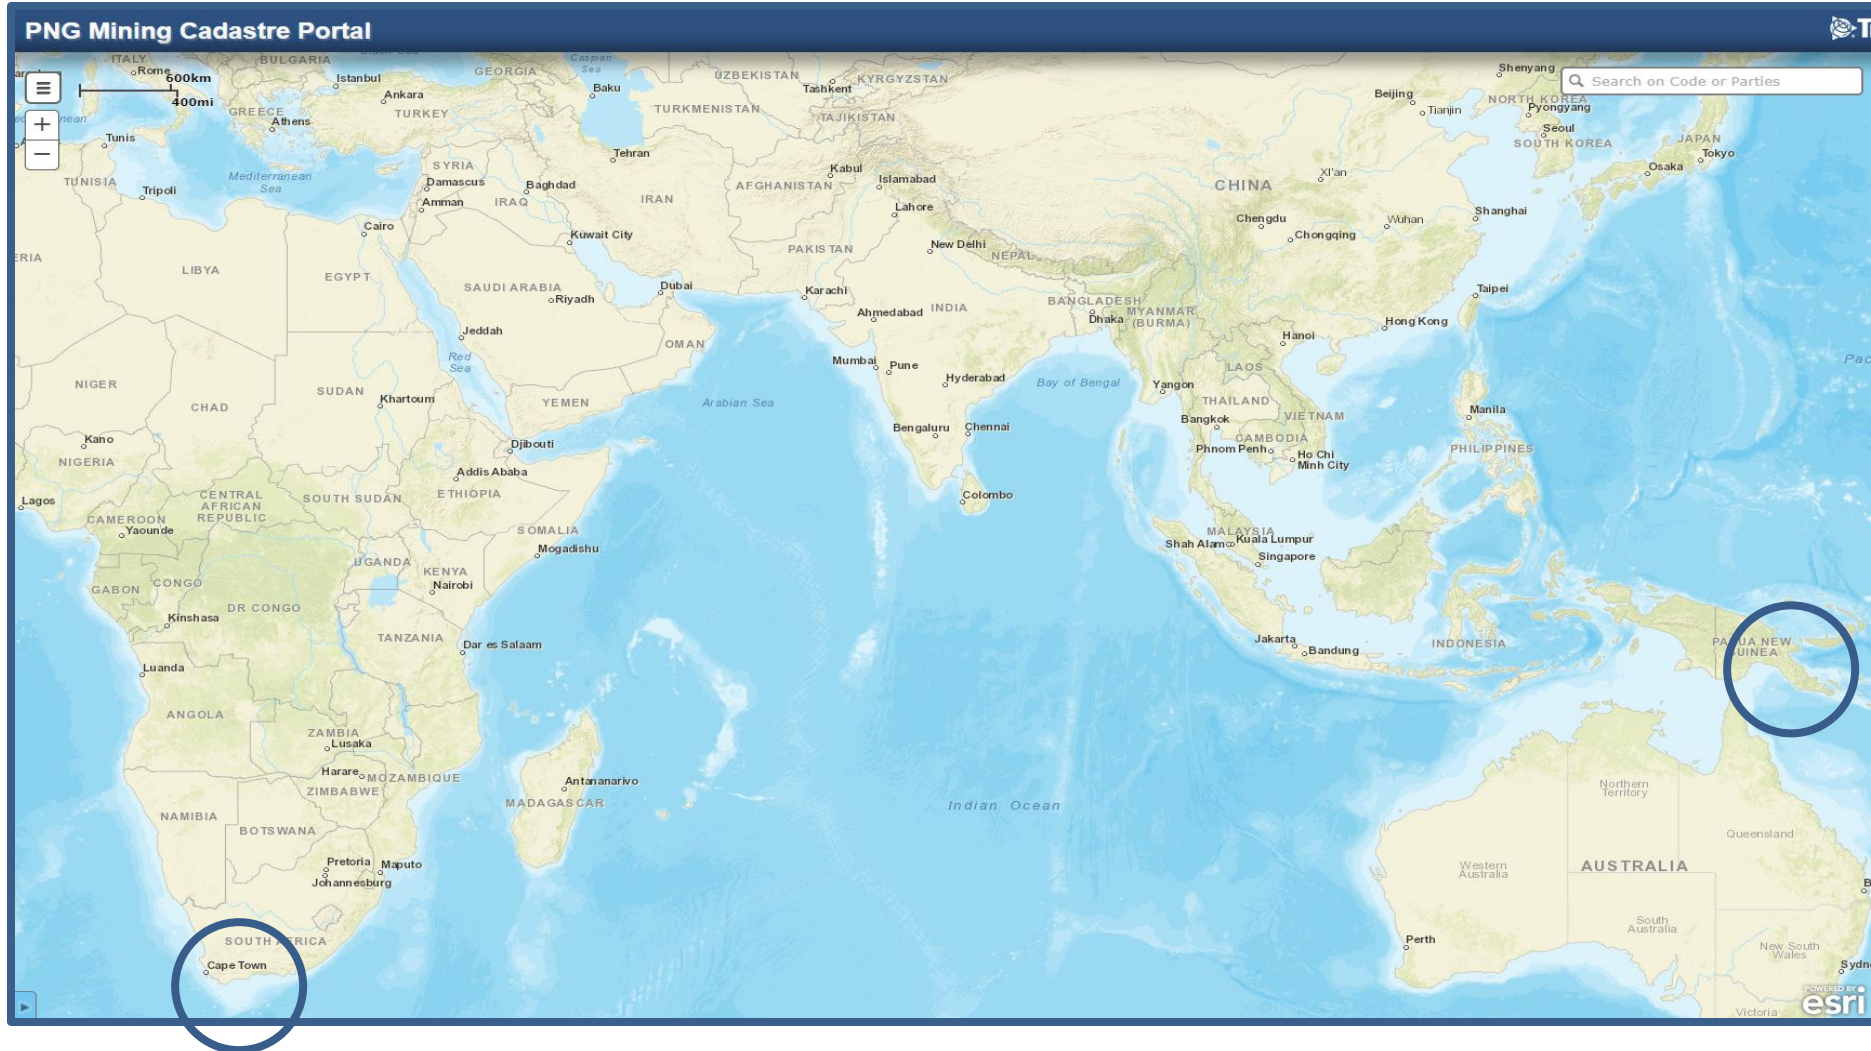 PNG Mining Cadastre Portal
T
Search on Code or Parties
600km
400mi
+
−
ITALY
Rome
BULGARIA
Istanbul
GEORGIA
Caspian
Sea
Baku
UZBEKISTAN
Tashkent
KYRGYZSTAN
Shenyang
Beijing
NORTH KOREA
Pyongyang
Tianjin
Ankara
GREECE
TURKEY
Athens
TURKMENISTAN
TAJIKISTAN
Seoul
SOUTH KOREA
JAPAN
Tokyo
Osaka
Tunis
TUNISIA
Mediterranean
Sea
Tripoli
SYRIA
Damascus
Amman
Baghdad
IRAQ
Tehran
IRAN
AFGHANISTAN
Kabul
Islamabad
Lahore
CHINA
Xi'an
Chengdu
Chongqing
Wuhan
Shanghai
Cairo
Kuwait City
PAKISTAN
New Delhi
NEPAL
ERIA
LIBYA
EGYPT
SAUDI ARABIA
Riyadh
Dubai
Karachi
Ahmedabad
INDIA
BANGLADESH
Dhaka
MYANMAR
(BURMA)
Taipei
Hong Kong
Hanoi
Jeddah
Red
Sea
OMAN
Mumbai
Pune
Hyderabad
Bay of Bengal
LAOS
Yangon
THAILAND
VIETNAM
Bangkok
CAMBODIA
Phnom Penh
Ho Chi
Minh City
Manila
PHILIPPINES
Pac
NIGER
CHAD
SUDAN
Khartoum
YEMEN
Arabian Sea
Bengaluru
Chennai
Kano
NIGERIA
Djibouti
Addis Ababa
ETHIOPIA
Lagos
CENTRAL
AFRICAN
REPUBLIC
SOUTH SUDAN
CAMEROON
Yaounde
SOMALIA
Mogadishu
Colombo
MALAYSIA
Shah Alam
Kuala Lumpur
Singapore
UGANDA
KENYA
Nairobi
GABON
CONGO
DR CONGO
Kinshasa
TANZANIA
Dar es Salaam
Jakarta
Bandung
INDONESIA
PAPUA NEW
GUINEA
Luanda
ANGOLA
ZAMBIA
Lusaka
Harare
MOZAMBIQUE
ZIMBABWE
Antananarivo
MADAGASCAR
Indian Ocean
Northern
Territory
Queensland
NAMIBIA
BOTSWANA
Pretoria
Maputo
Johannesburg
Western
Australia
AUSTRALIA
B
South
Australia
SOUTH AFRICA
Cape Town
Perth
New South
Wales
Sydn
Victoria
POWERED BY
esri